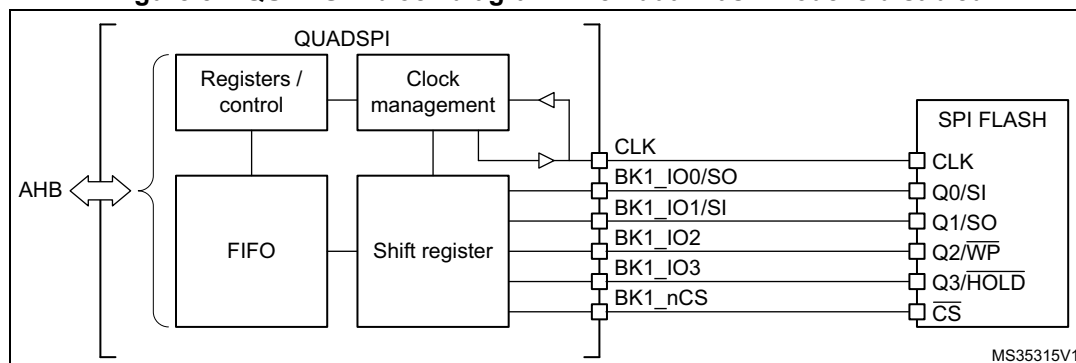 QUADSPI
Registers /
control
Clock
management
SPI FLASH
CLK
CLK
BK1_IO0/SO
Q0/SI
BK1_IO1/SI
Q1/SO
AHB
FIFO
Shift register
BK1_IO2
Q2/WP
BK1_IO3
Q3/HOLD
BK1_nCS
CS
MS35315V1